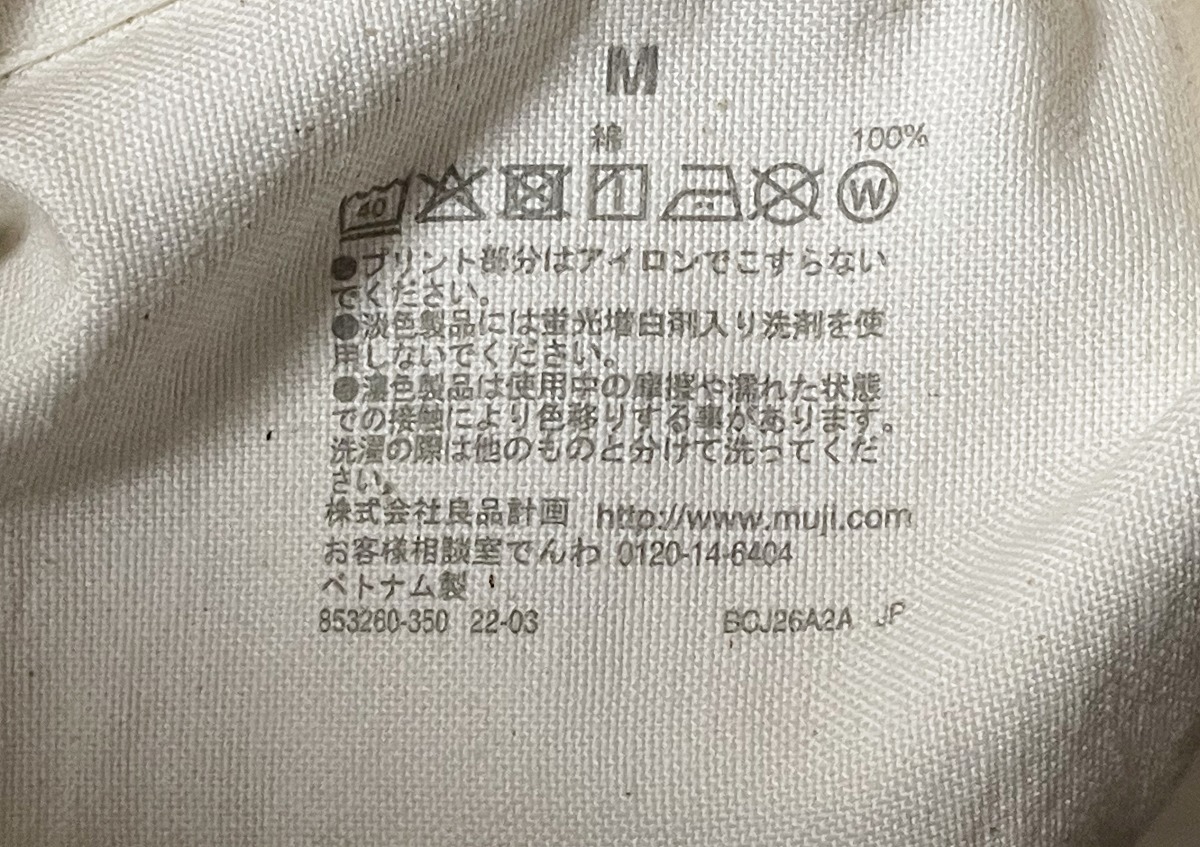 M
綿 100%
40 W
●プリント部分はアイロンでこすらない
でください。
●淡色製品には蛍光増白剤入り洗剤を使
用しないでください。
●濃色製品は使用中の摩擦や濡れた状態
での接触により色移りする事があります。
洗濯の際は他のものと分けて洗ってくだ
さい。
株式会社良品計画 http://www.muji.com
お客様相談室でんわ 0120-14-6404
ベトナム製
853260-350 22-03 BCJ26A2A JP